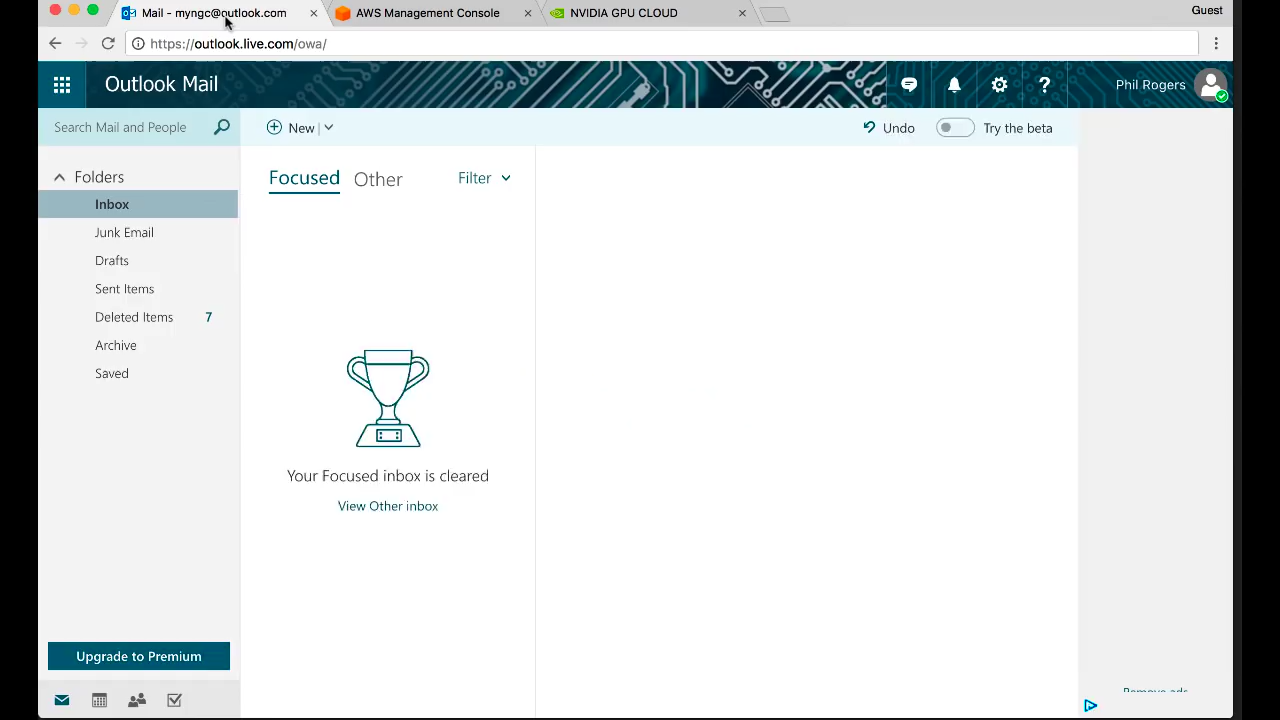 Mail - myngc@outlook.com
AWS Management Console
NVIDIA GPU CLOUD
Guest
https://outlook.live.com/owa/
Outlook Mail
Phil Rogers
Search Mail and People
New
Undo
Try the beta
Folders
Inbox
Junk Email
Drafts
Sent Items
Deleted Items 7
Archive
Saved
Focused
Other
Filter
Your Focused inbox is cleared
View Other inbox
Upgrade to Premium
Remove ads